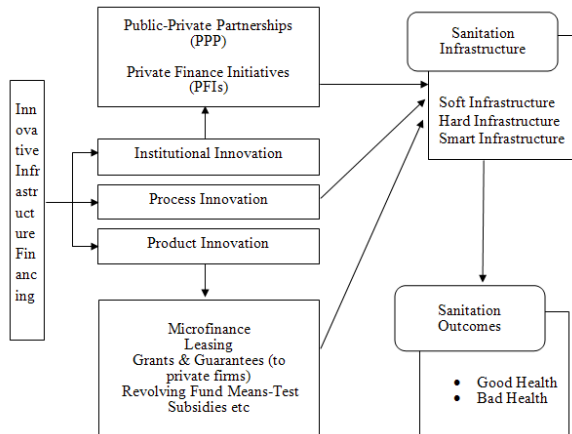 Public-Private Partnerships
(PPP)
Private Finance Initiatives
(PFIs)
Sanitation
Infrastructure
Soft Infrastructure
Hard Infrastructure
Smart Infrastructure
Inn
ova
tive
Infr
astr
uct
ure
Fin
anc
ing
Institutional Innovation
Process Innovation
Product Innovation
Microfinance
Leasing
Grants & Guarantees (to
private firms)
Revolving Fund Means-Test
Subsidies etc
Sanitation
Outcomes
• Good Health
• Bad Health